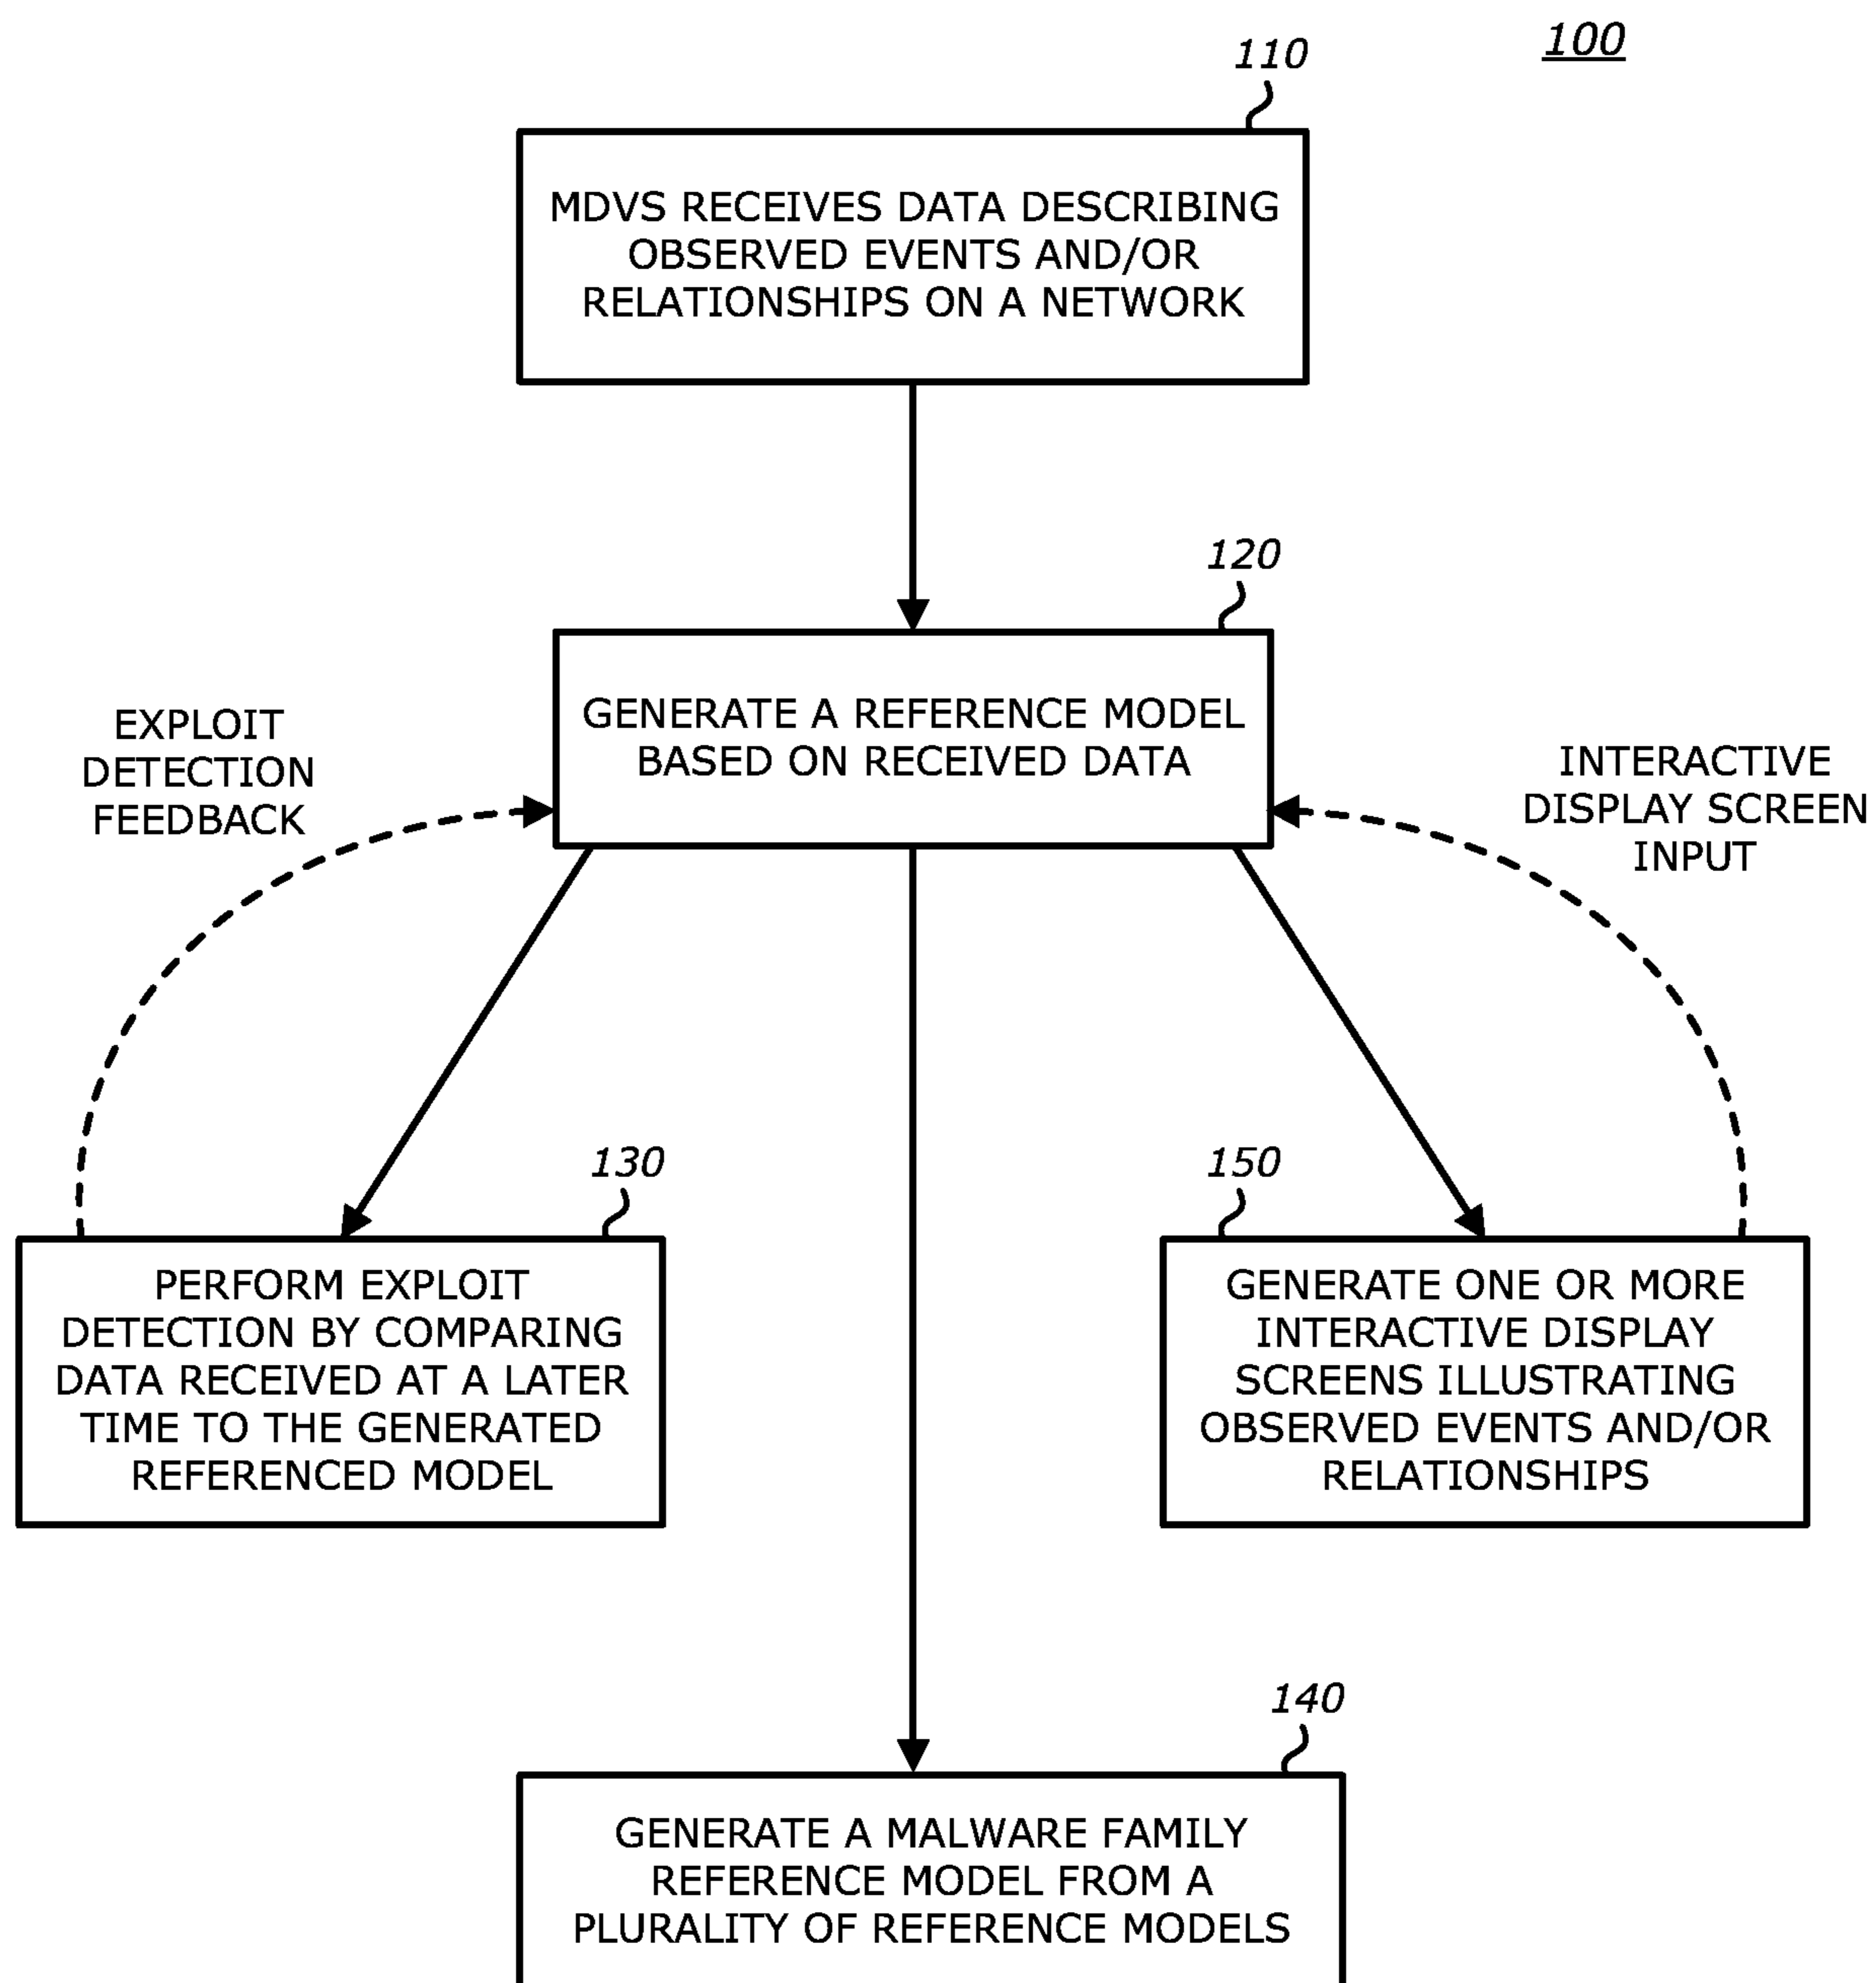 100
110
MDVS RECEIVES DATA DESCRIBING
OBSERVED EVENTS AND/OR
RELATIONSHIPS ON A NETWORK
120
GENERATE A REFERENCE MODEL
BASED ON RECEIVED DATA
EXPLOIT
DETECTION
FEEDBACK
INTERACTIVE
DISPLAY SCREEN
INPUT
130
PERFORM EXPLOIT
DETECTION BY COMPARING
DATA RECEIVED AT A LATER
TIME TO THE GENERATED
REFERENCED MODEL
150
GENERATE ONE OR MORE
INTERACTIVE DISPLAY
SCREENS ILLUSTRATING
OBSERVED EVENTS AND/OR
RELATIONSHIPS
140
GENERATE A MALWARE FAMILY
REFERENCE MODEL FROM A
PLURALITY OF REFERENCE MODELS